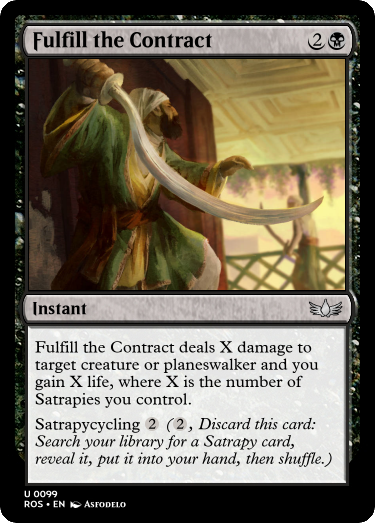 Fulfill the Contract 2
Instant
Fulfill the Contract deals X damage to
target creature or planeswalker and you
gain X life, where X is the number of
Satrapies you control.
Satrapycycling 2 (2, Discard this card:
Search your library for a Satrapy card,
reveal it, put it into your hand, then shuffle.)
U 0099
ROS • EN Asfodelo